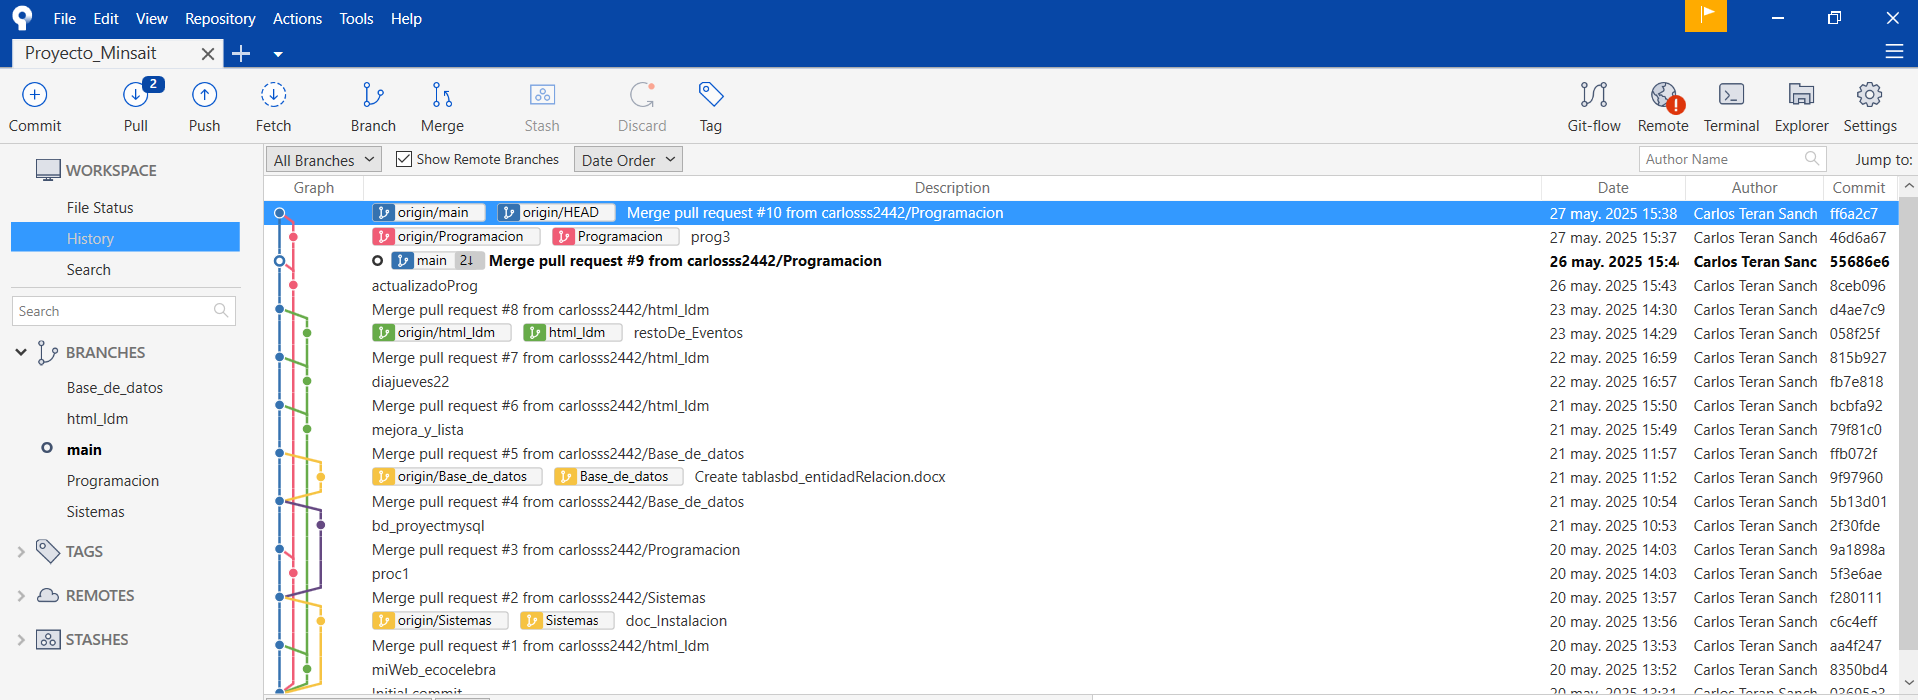 File Edit View Repository Actions Tools Help
Proyecto_Minsait
2
Commit Pull Push Fetch Branch Merge Stash Discard Tag Git-flow Remote Terminal Explorer Settings
WORKSPACE
File Status
History
Search
Search
BRANCHES
Base_de_datos
html_ldm
main
Programacion
Sistemas
TAGS
REMOTES
STASHES
All Branches Show Remote Branches Date Order Author Name Jump to:
Graph Description Date Author Commit
origin/main origin/HEAD Merge pull request #10 from carlosss2442/Programacion 27 may. 2025 15:38 Carlos Teran Sanch ff6a2c7
origin/Programacion Programacion prog3 27 may. 2025 15:37 Carlos Teran Sanch 46d6a67
main 2↓ Merge pull request #9 from carlosss2442/Programacion 26 may. 2025 15:4 Carlos Teran Sanc 55686e6
actualizadoProg 26 may. 2025 15:43 Carlos Teran Sanch 8ceb096
Merge pull request #8 from carlosss2442/html_ldm 23 may. 2025 14:30 Carlos Teran Sanch d4ae7c9
origin/html_ldm html_ldm restoDe_Eventos 23 may. 2025 14:29 Carlos Teran Sanch 058f25f
Merge pull request #7 from carlosss2442/html_ldm 22 may. 2025 16:59 Carlos Teran Sanch 815b927
diajueves22 22 may. 2025 16:57 Carlos Teran Sanch fb7e818
Merge pull request #6 from carlosss2442/html_ldm 21 may. 2025 15:50 Carlos Teran Sanch bcbfa92
mejora_y_lista 21 may. 2025 15:49 Carlos Teran Sanch 79f81c0
Merge pull request #5 from carlosss2442/Base_de_datos 21 may. 2025 11:57 Carlos Teran Sanch ffb072f
origin/Base_de_datos Base_de_datos Create tablasbd_entidadRelacion.docx 21 may. 2025 11:52 Carlos Teran Sanch 9f97960
Merge pull request #4 from carlosss2442/Base_de_datos 21 may. 2025 10:54 Carlos Teran Sanch 5b13d01
bd_proyectmysql 21 may. 2025 10:53 Carlos Teran Sanch 2f30fde
Merge pull request #3 from carlosss2442/Programacion 20 may. 2025 14:03 Carlos Teran Sanch 9a1898a
proc1 20 may. 2025 14:03 Carlos Teran Sanch 5f3e6ae
Merge pull request #2 from carlosss2442/Sistemas 20 may. 2025 13:57 Carlos Teran Sanch f280111
origin/Sistemas Sistemas doc_Instalacion 20 may. 2025 13:56 Carlos Teran Sanch c6c4eff
Merge pull request #1 from carlosss2442/html_ldm 20 may. 2025 13:53 Carlos Teran Sanch aa4f247
miWeb_ecocelebra 20 may. 2025 13:52 Carlos Teran Sanch 8350bd4
Initial commit 20 may. 2025 13:31 Carlos Teran Sanch